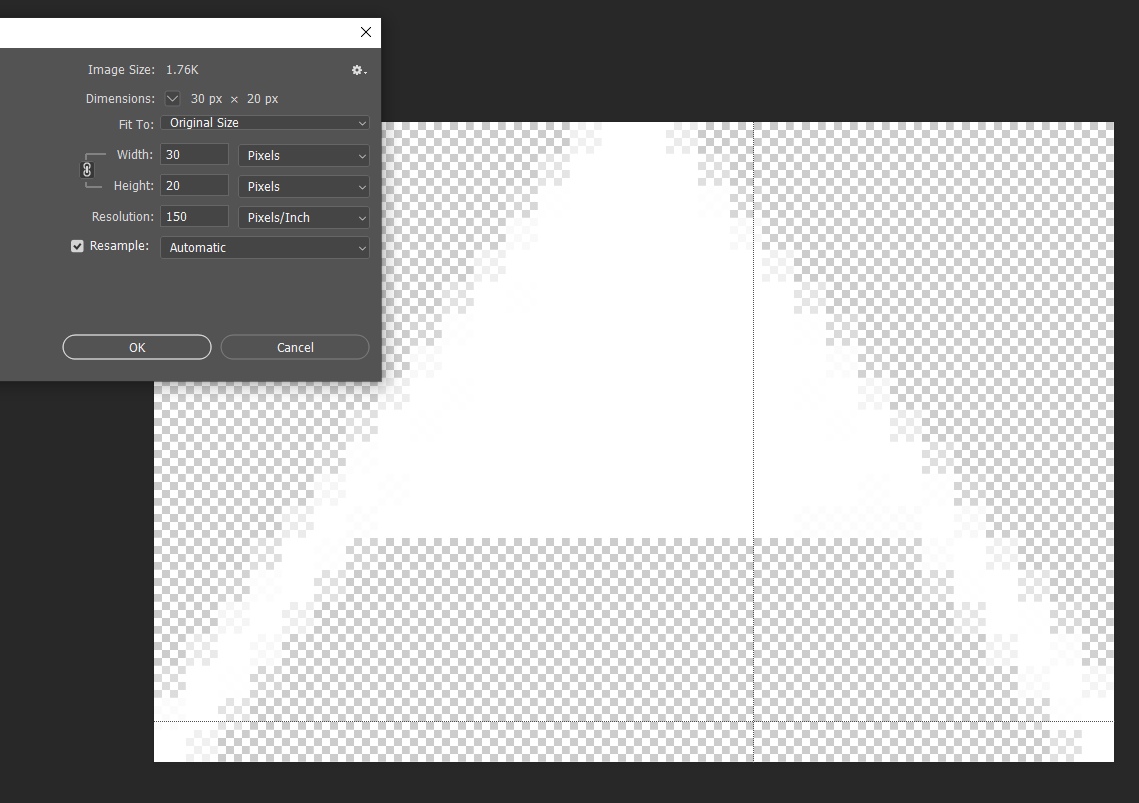 Image Size: 1.76K
Dimensions: 30 px × 20 px
Fit To: Original Size
Width: 30 Pixels
Height: 20 Pixels
Resolution: 150 Pixels/Inch
Resample: Automatic
OK Cancel